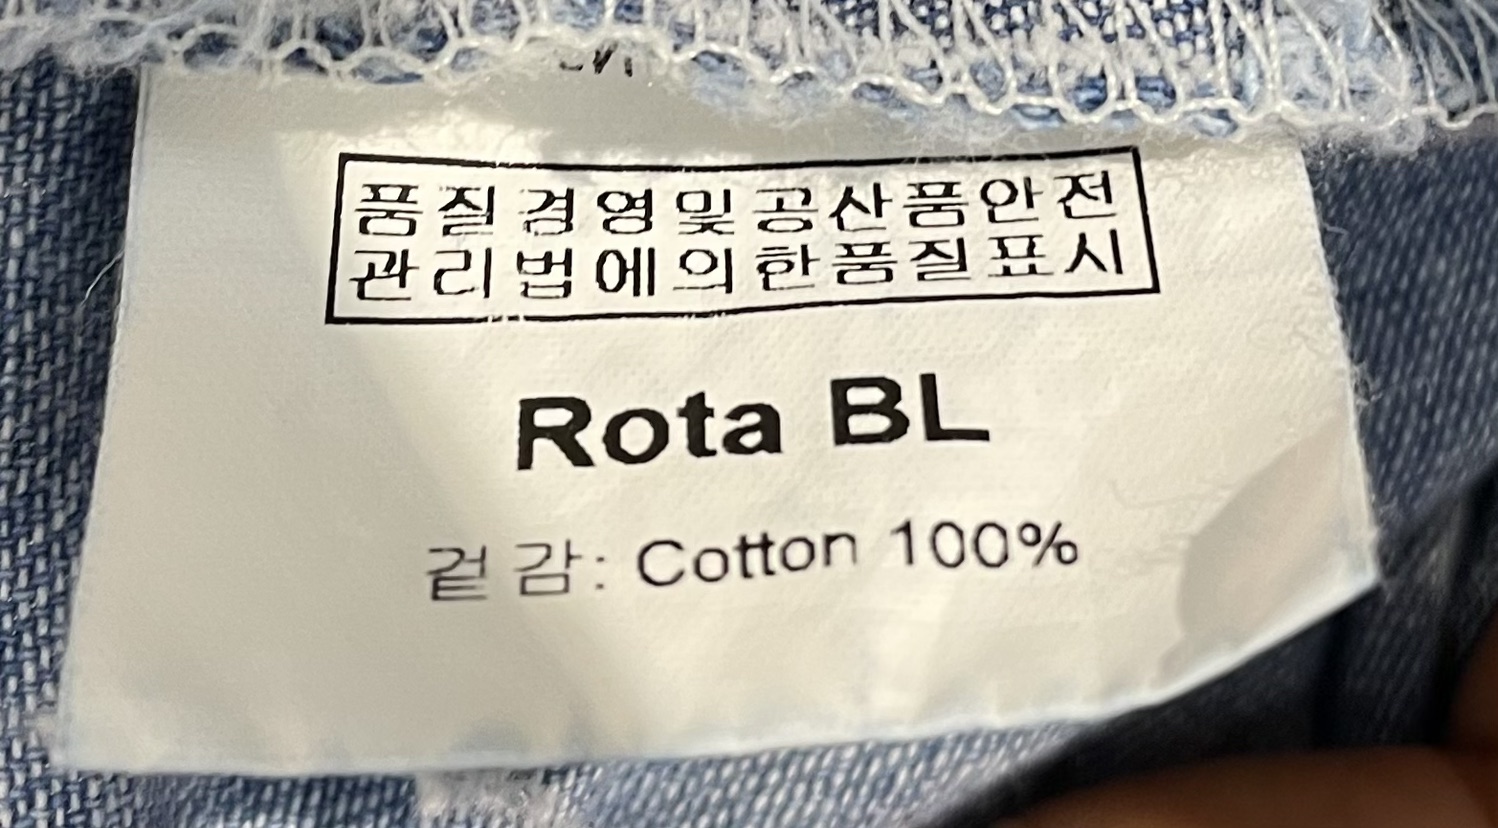 품질경영및공산품안전
관리법에의한품질표시
Rota BL
겉감: Cotton 100%